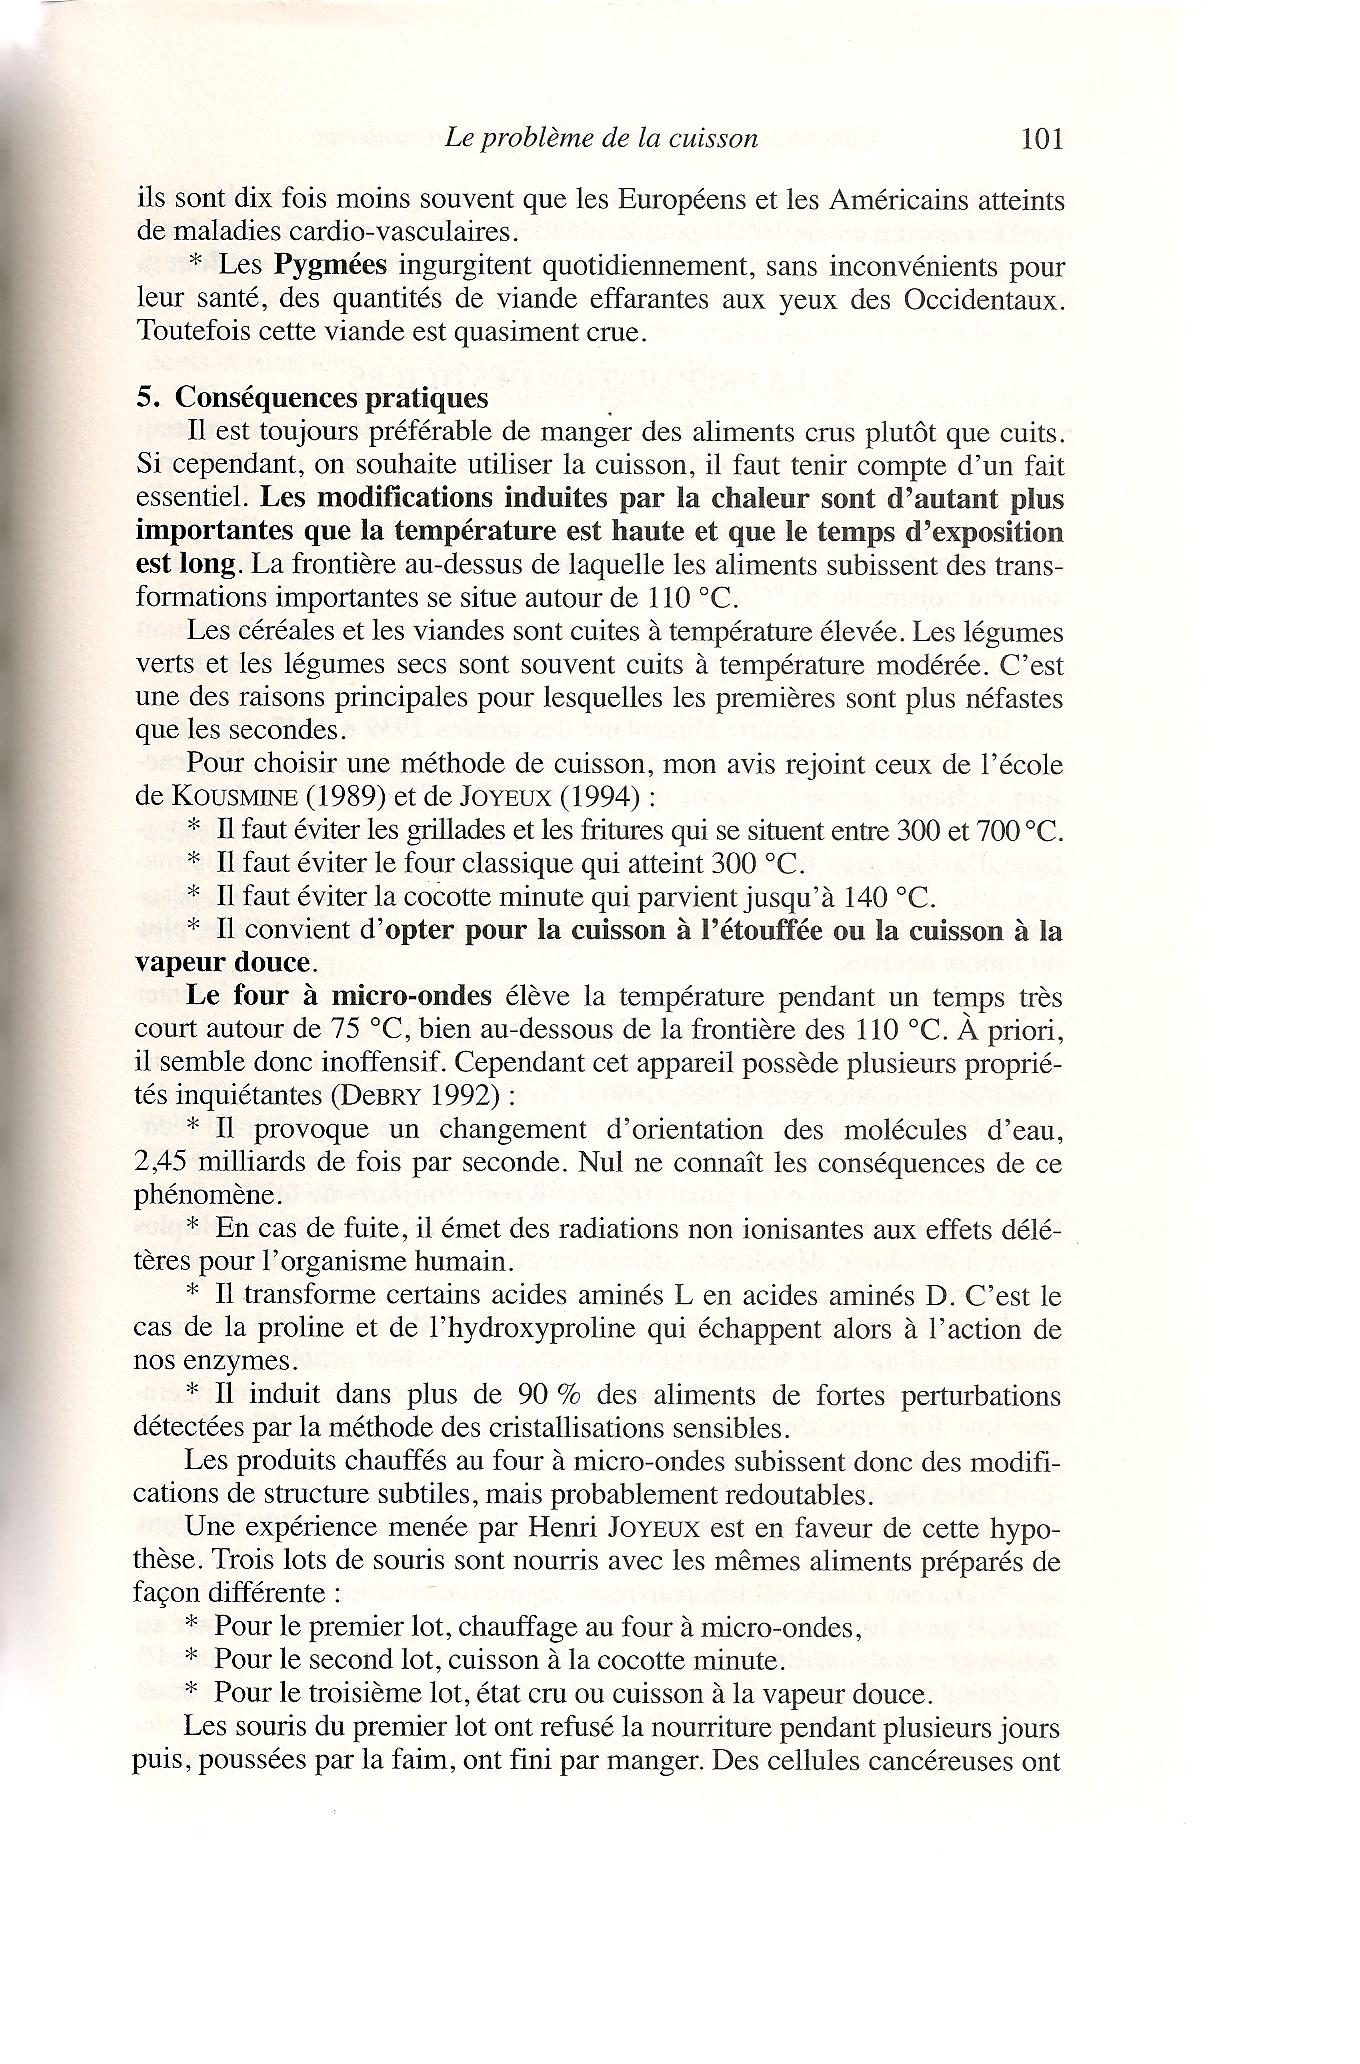 Le problème de la cuisson 101
ils sont dix fois moins souvent que les Européens et les Américains atteints
de maladies cardio-vasculaires.
* Les Pygmées ingurgitent quotidiennement, sans inconvénients pour
leur santé, des quantités de viande effarantes aux yeux des Occidentaux.
Toutefois cette viande est quasiment crue.
5. Conséquences pratiques
Il est toujours préférable de manger des aliments crus plutôt que cuits.
Si cependant, on souhaite utiliser la cuisson, il faut tenir compte d'un fait
essentiel. Les modifications induites par la chaleur sont d'autant plus
importantes que la température est haute et que le temps d'exposition
est long. La frontière au-dessus de laquelle les aliments subissent des trans-
formations importantes se situe autour de 110 °C.
Les céréales et les viandes sont cuites à température élevée. Les légumes
verts et les légumes secs sont souvent cuits à température modérée. C'est
une des raisons principales pour lesquelles les premières sont plus néfastes
que les secondes.
Pour choisir une méthode de cuisson, mon avis rejoint ceux de l'école
de KOUSMINE (1989) et de JOYEUX (1994) :
* Il faut éviter les grillades et les fritures qui se situent entre 300 et 700 °C.
* Il faut éviter le four classique qui atteint 300 °C.
* Il faut éviter la cocotte minute qui parvient jusqu'à 140 °C.
* Il convient d'opter pour la cuisson à l'étouffée ou la cuisson à la
vapeur douce.
Le four à micro-ondes élève la température pendant un temps très
court autour de 75 °C, bien au-dessous de la frontière des 110 °C. À priori,
il semble donc inoffensif. Cependant cet appareil possède plusieurs proprié-
tés inquiétantes (DEBRY 1992) :
* Il provoque un changement d'orientation des molécules d'eau,
2,45 milliards de fois par seconde. Nul ne connaît les conséquences de ce
phénomène.
* En cas de fuite, il émet des radiations non ionisantes aux effets délé-
tères pour l'organisme humain.
* Il transforme certains acides aminés L en acides aminés D. C'est le
cas de la proline et de l'hydroxyproline qui échappent alors à l'action de
nos enzymes.
* Il induit dans plus de 90 % des aliments de fortes perturbations
détectées par la méthode des cristallisations sensibles.
Les produits chauffés au four à micro-ondes subissent donc des modifi-
cations de structure subtiles, mais probablement redoutables.
Une expérience menée par Henri JOYEUX est en faveur de cette hypo-
thèse. Trois lots de souris sont nourris avec les mêmes aliments préparés de
façon différente :
* Pour le premier lot, chauffage au four à micro-ondes,
* Pour le second lot, cuisson à la cocotte minute.
* Pour le troisième lot, état cru ou cuisson à la vapeur douce.
Les souris du premier lot ont refusé la nourriture pendant plusieurs jours
puis, poussées par la faim, ont fini par manger. Des cellules cancéreuses ont